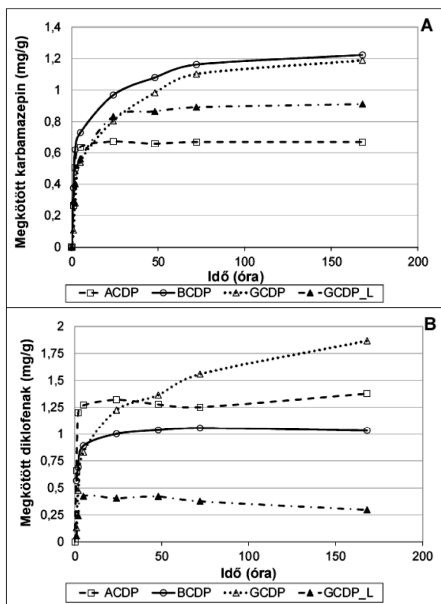 A
Megkötött karbamazepin (mg/g)
1,4
1,2
1
0,8
0,6
0,4
0,2
0
0
50
100
150
200
Idő (óra)
ACDP
BCDP
GCDP
GCDP_L
B
Megkötött diklofenak (mg/g)
2
1,75
1,5
1,25
1
0,75
0,5
0,25
0
0
50
100
150
200
Idő (óra)
ACDP
BCDP
GCDP
GCDP_L